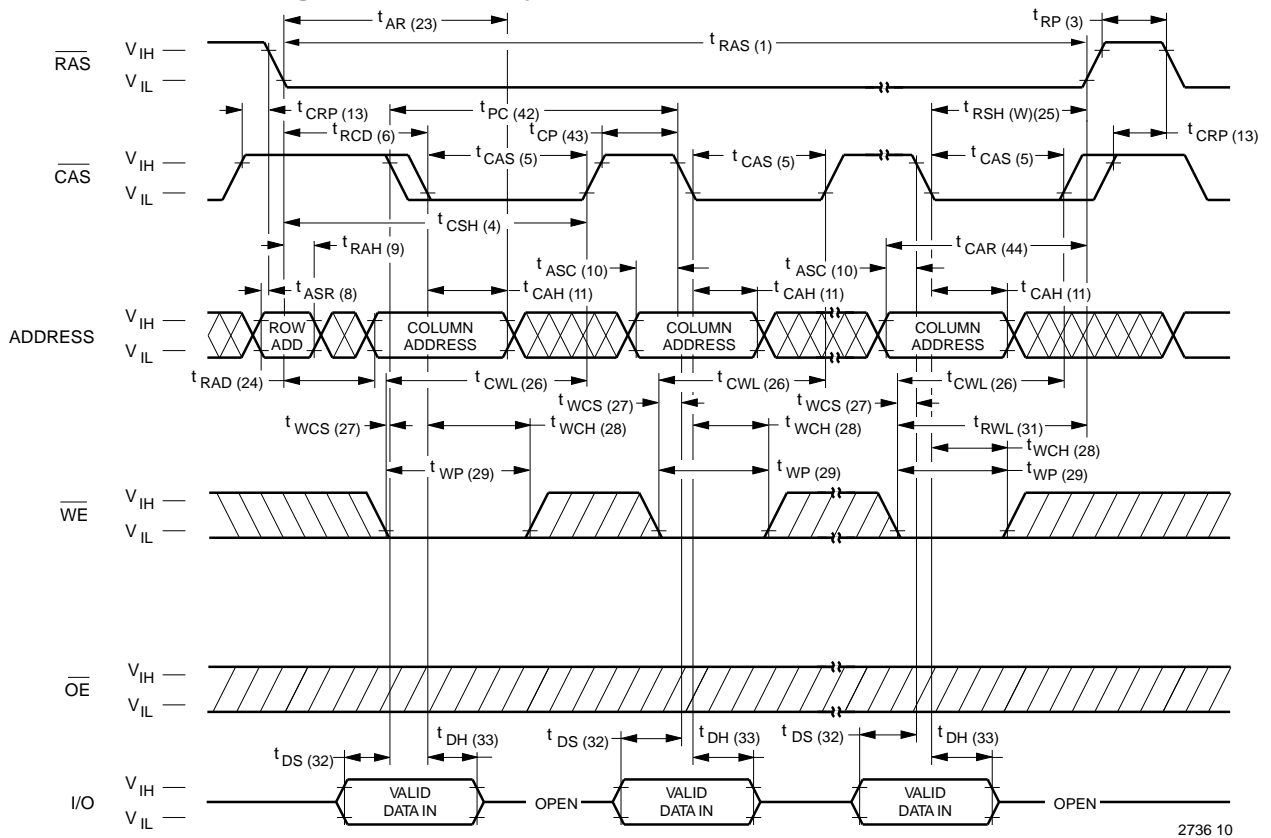 t AR (23)
t RP (3)
t RAS (1)
RAS
V IH
V IL
t CRP (13)
t PC (42)
t RSH (W)(25)
t RCD (6)
t CP (43)
t CRP (13)
CAS
V IH
V IL
t CAS (5)
t CAS (5)
t CAS (5)
t CSH (4)
t RAH (9)
t CAR (44)
t ASC (10)
t ASC (10)
t ASR (8)
t CAH (11)
t CAH (11)
t CAH (11)
ADDRESS
V IH
V IL
ROW
ADD
COLUMN
ADDRESS
COLUMN
ADDRESS
COLUMN
ADDRESS
t RAD (24)
t CWL (26)
t CWL (26)
t CWL (26)
t WCS (27)
t WCS (27)
t WCS (27)
t WCH (28)
t WCH (28)
t RWL (31)
t WCH (28)
t WP (29)
t WP (29)
t WP (29)
WE
V IH
V IL
OE
V IH
V IL
t DS (32)
t DH (33)
t DS (32)
t DH (33)
t DS (32)
t DH (33)
I/O
V IH
V IL
VALID
DATA IN
OPEN
VALID
DATA IN
VALID
DATA IN
OPEN
2736 10